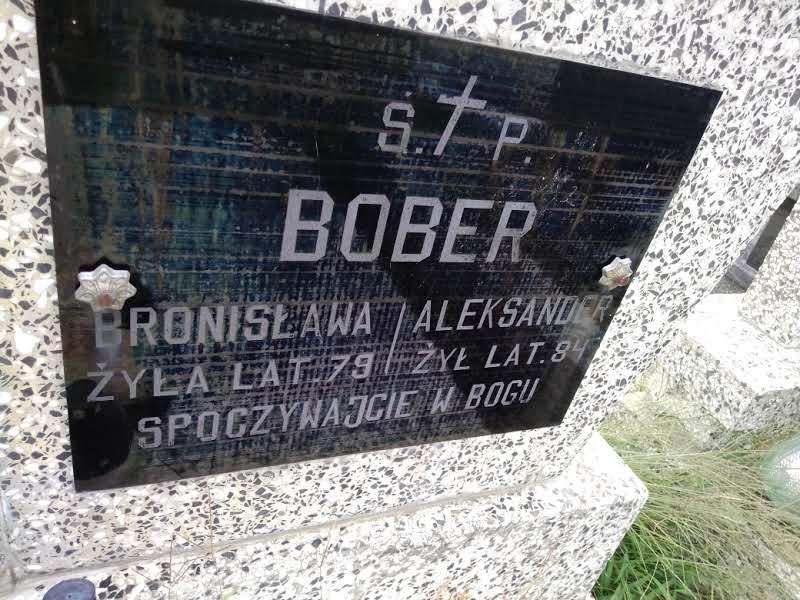 Ś. P.
BOBER
BRONISŁAWA / ALEKSANDER
ŻYŁA LAT. 79 / ŻYŁ LAT. 84
SPOCZYWAJCIE W BOGU